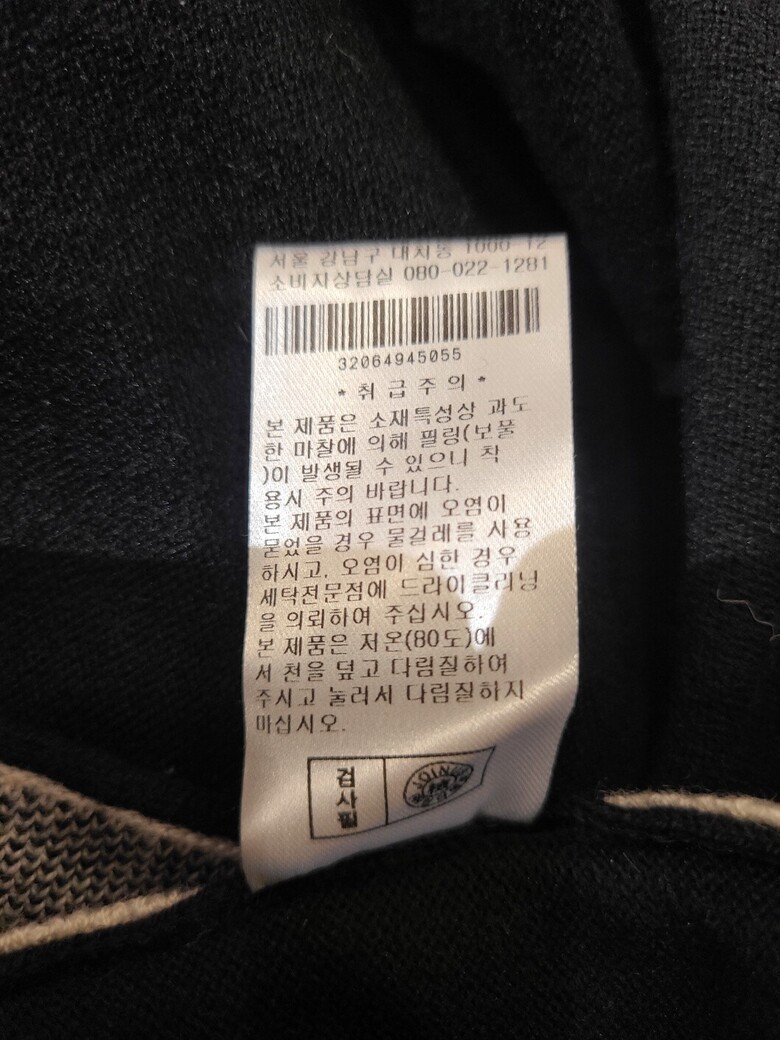 서울 강남구 대치동 1000-12
소비자상담실 080-022-1281
32064945055
*취급주의*
본 제품은 소재특성상 과도
한 마찰에 의해 필링(보풀
)이 발생될 수 있으니 착
용시 주의 바랍니다.
본 제품의 표면에 오염이
묻었을 경우 물걸레를 사용
하시고, 오염이 심한 경우
세탁전문점에 드라이클리닝
을 의뢰하여 주십시오.
본 제품은 저온(80도)에
서 천을 덮고 다림질하여
주시고 눌러서 다림질하지
마십시오.
검사필
JOINUS